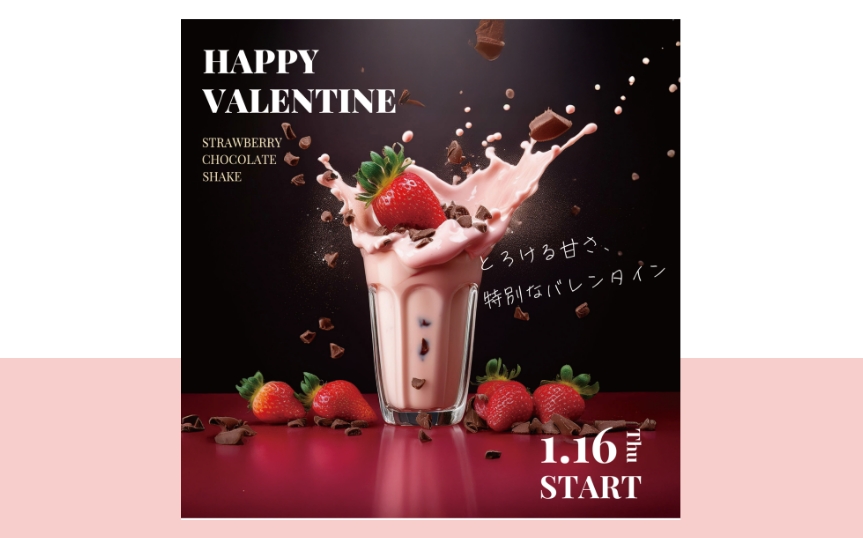 HAPPY
VALENTINE
STRAWBERRY
CHOCOLATE
SHAKE
とろける甘さ、
特別なバレンタイン
1.16 Thu
START